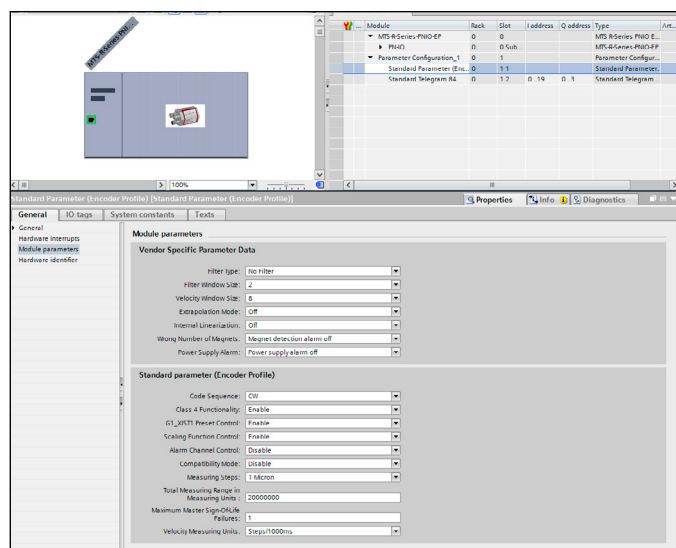 MTS-R-Series-PNI...
100%
Module Rack Slot I address Q address Type Art...
MTS R-Series-PNIO-EP 0 0 MTS R-Series PNIO E...
PN-IO 0 0 Sub... MTS-R-Series-PNIO-EP
Parameter Configuration_1 0 1 Parameter Configur...
Standard Parameter (Enc... 0 1 1 Standard Parameter...
Standard Telegram 84 0 1 2 0...19 0...3 Standard Telegram
Standard Parameter (Encoder Profile) [Standard Parameter (Encoder Profile)]
Properties Info Diagnostics
General IO tags System constants Texts
General
Hardware interrupts
Module parameters
Hardware identifier
Module parameters
Vendor Specific Parameter Data
Filter Type: No Filter
Filter Window Size: 2
Velocity Window Size: 8
Extrapolation Mode: Off
Internal Linearization: Off
Wrong Number of Magnets: Magnet detection alarm off
Power Supply Alarm: Power supply alarm off
Standard parameter (Encoder Profile)
Code Sequence: CW
Class 4 Functionality: Enable
G1_XIST1 Preset Control: Enable
Scaling Function Control: Enable
Alarm Channel Control: Disable
Compatibility Mode: Disable
Measuring Steps: 1 Micron
Total Measuring Range in
Measuring Units : 20000000
Maximum Master Sign-Of-Life
Failures: 1
Velocity Measuring Units: Steps/1000ms